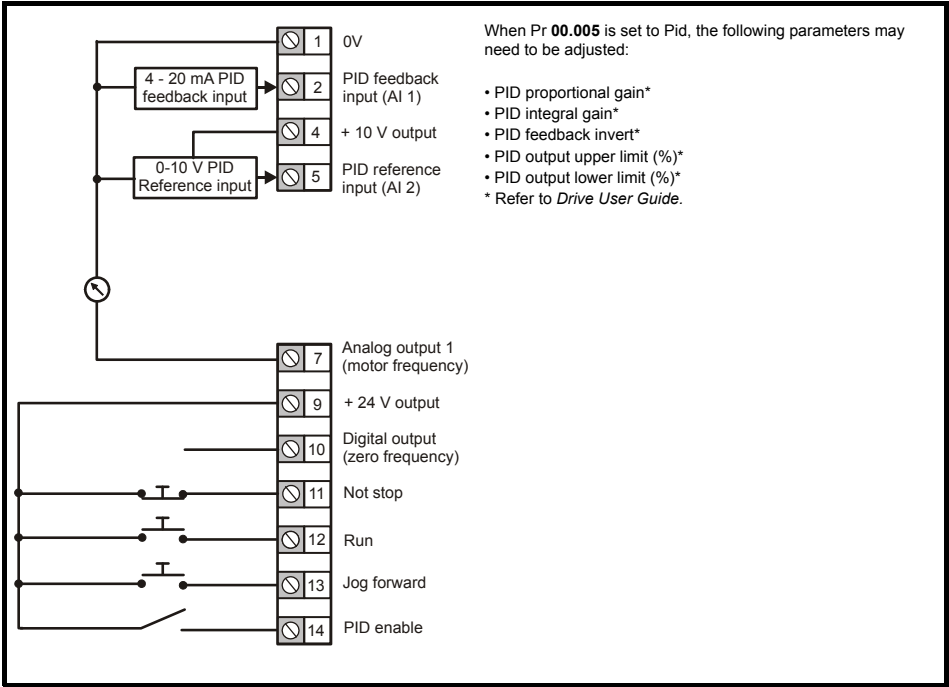 1 0V
4 - 20 mA PID
feedback input
2 PID feedback
input (AI 1)
4 + 10 V output
0-10 V PID
Reference input
5 PID reference
input (AI 2)
7 Analog output 1
(motor frequency)
9 + 24 V output
10 Digital output
(zero frequency)
11 Not stop
12 Run
13 Jog forward
14 PID enable
When Pr 00.005 is set to Pid, the following parameters may
need to be adjusted:
• PID proportional gain*
• PID integral gain*
• PID feedback invert*
• PID output upper limit (%)*
• PID output lower limit (%)*
* Refer to Drive User Guide.